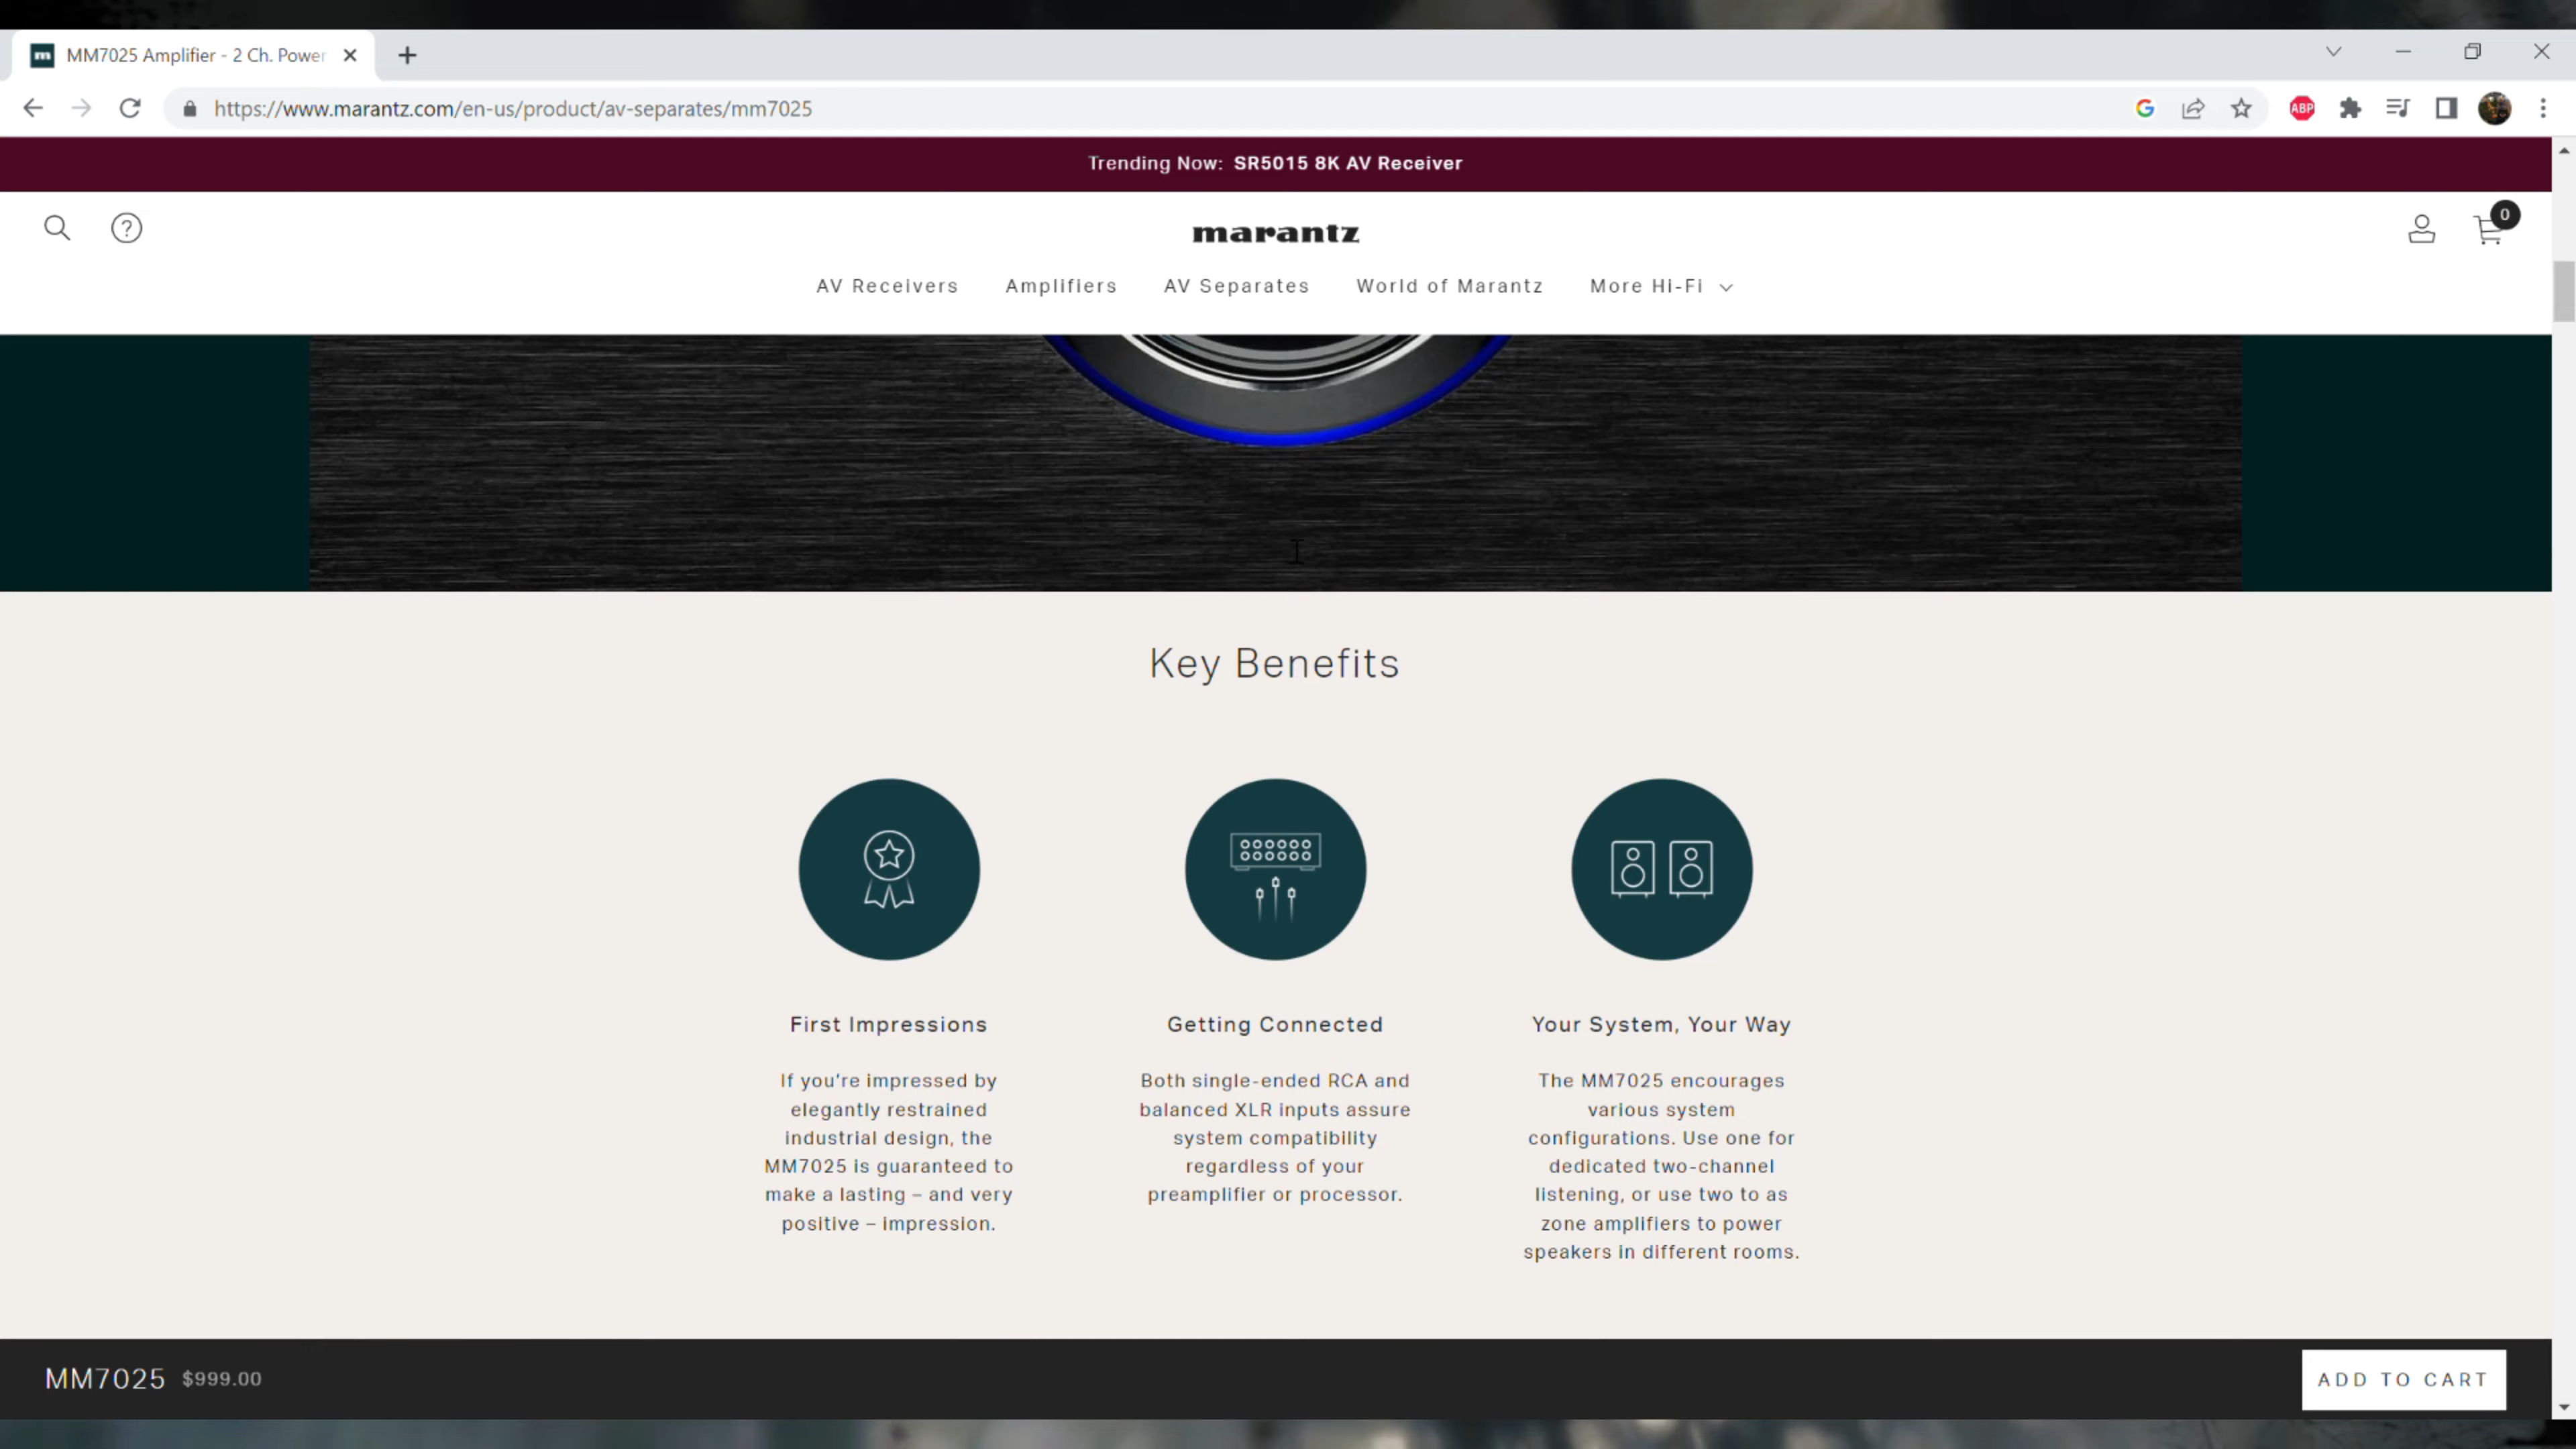 MM7025 Amplifier - 2 Ch. Power
https://www.marantz.com/en-us/product/av-separates/mm7025
ABP
Trending Now: SR5015 8K AV Receiver
marantz
0
AV Receivers Amplifiers AV Separates World of Marantz More Hi-Fi
Key Benefits
First Impressions
If you're impressed by
elegantly restrained
industrial design, the
MM7025 is guaranteed to
make a lasting – and very
positive – impression.
Getting Connected
Both single-ended RCA and
balanced XLR inputs assure
system compatibility
regardless of your
preamplifier or processor.
Your System, Your Way
The MM7025 encourages
various system
configurations. Use one for
dedicated two-channel
listening, or use two to as
zone amplifiers to power
speakers in different rooms.
MM7025 $999.00
ADD TO CART